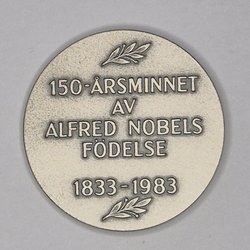 150-ÅRSMINNET
AV
ALFRED NOBELS
FÖDELSE
1833-1983